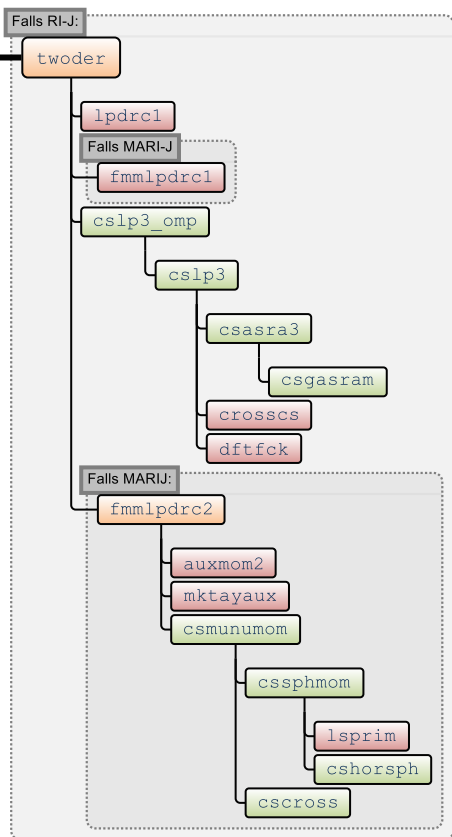 Falls RI-J:
twoder
lpdrc1
Falls MARI-J
fmmlpdrc1
cslp3_omp
cslp3
csasra3
csgasram
crosscs
dftfck
Falls MARIJ:
fmmlpdrc2
auxmom2
mktayaux
csmunumom
cssphmom
lsprim
cshorsph
cscross